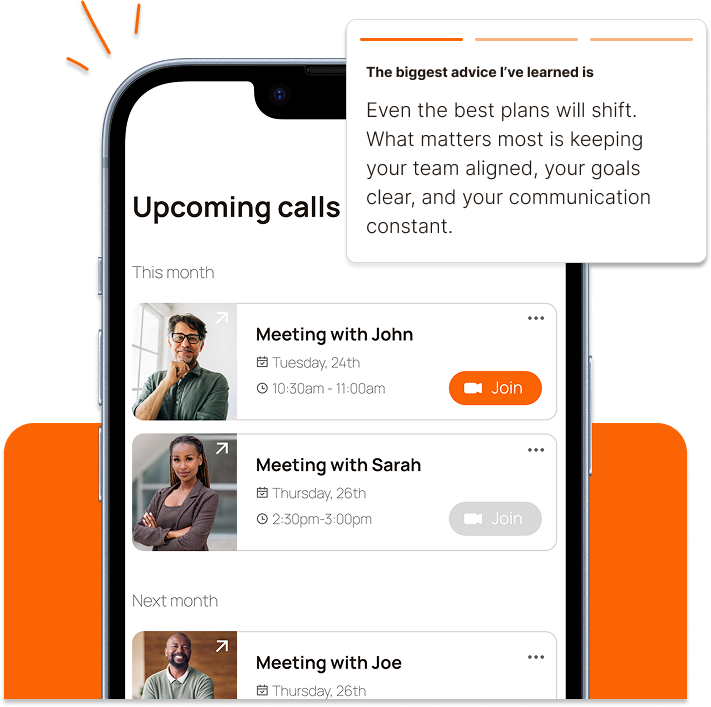 The biggest advice I've learned is
Even the best plans will shift.
What matters most is keeping
your team aligned, your goals
clear, and your communication
constant.
Upcoming calls
This month
Meeting with John
Tuesday, 24th
10:30am - 11:00am
Join
Meeting with Sarah
Thursday, 26th
2:30pm-3:00pm
Join
Next month
Meeting with Joe
Thursday, 26th